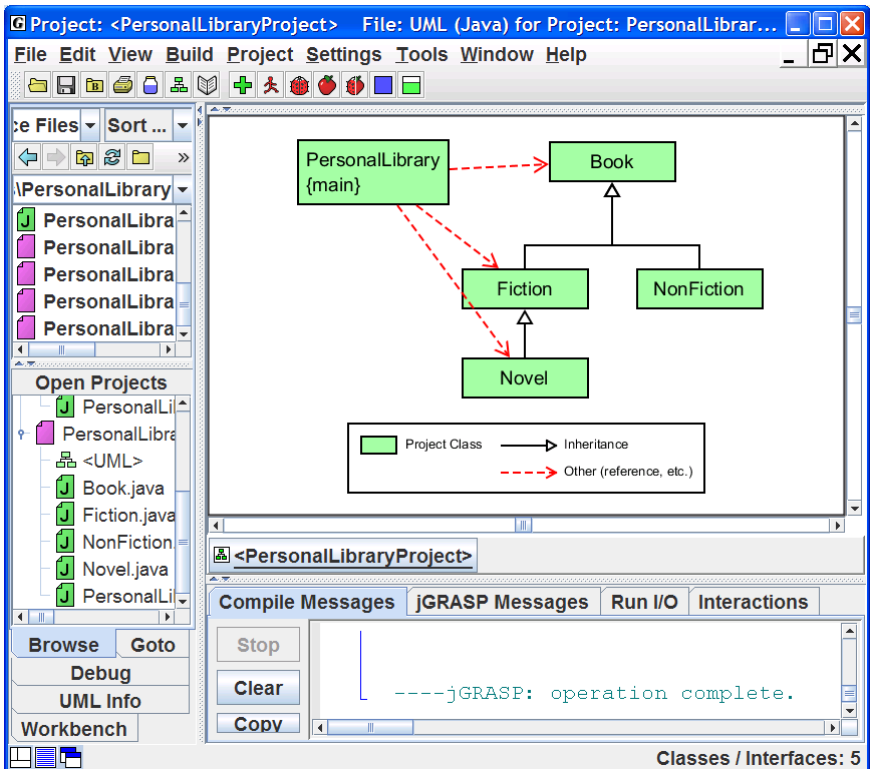 Project: <PersonalLibraryProject> File: UML (Java) for Project: PersonalLibrar...
File Edit View Build Project Settings Tools Window Help
ce Files Sort ...
»
\PersonalLibrary
PersonalLibra
PersonalLibra
PersonalLibra
PersonalLibra
PersonalLibra
Open Projects
PersonalLi
PersonalLibra
<UML>
Book.java
Fiction.java
NonFiction.
Novel.java
PersonalLi
Browse Goto
Debug
UML Info
Workbench
PersonalLibrary
{main}
Book
Fiction
NonFiction
Novel
Project Class
Inheritance
Other (reference, etc.)
<PersonalLibraryProject>
Compile Messages jGRASP Messages Run I/O Interactions
Stop
Clear
Copy
----jGRASP: operation complete.
Classes / Interfaces: 5